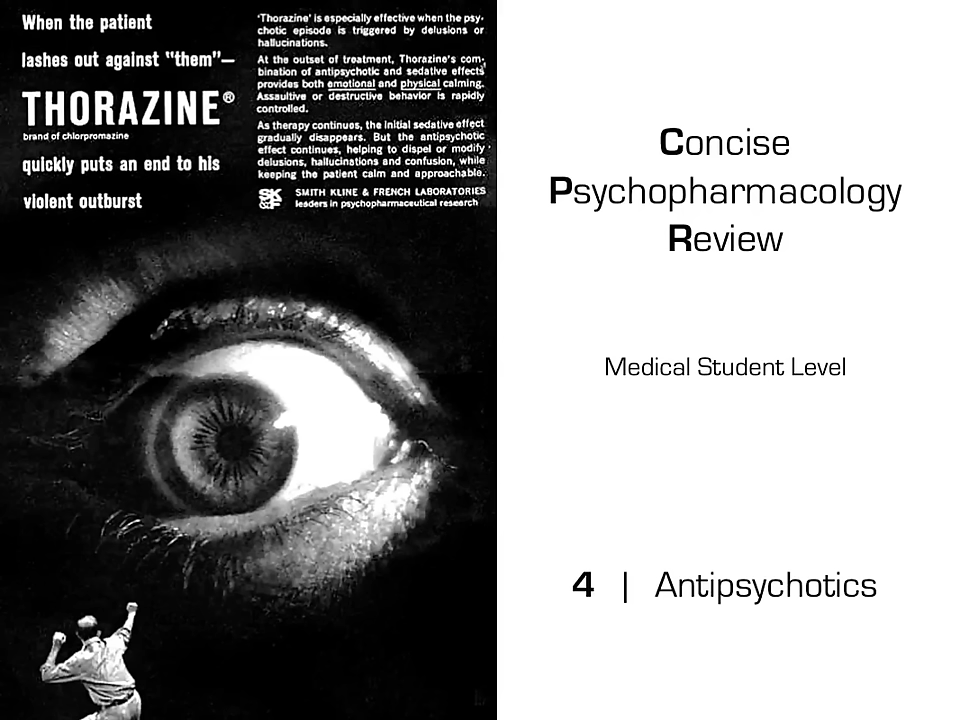 When the patient
lashes out against "them"—
THORAZINE®
brand of chlorpromazine
quickly puts an end to his
violent outburst
'Thorazine' is especially effective when the psy-
chotic episode is triggered by delusions or
hallucinations.
At the outset of treatment, Thorazine's com-
bination of antipsychotic and sedative effects
provides both emotional and physical calming.
Assaultive or destructive behavior is rapidly
controlled.
As therapy continues, the initial sedative effect
gradually disappears. But the antipsychotic
effect continues, helping to dispel or modify
delusions, hallucinations and confusion, while
keeping the patient calm and approachable.
SK&F
SMITH KLINE & FRENCH LABORATORIES
leaders in psychopharmaceutical research
Concise
Psychopharmacology
Review
Medical Student Level
4 | Antipsychotics